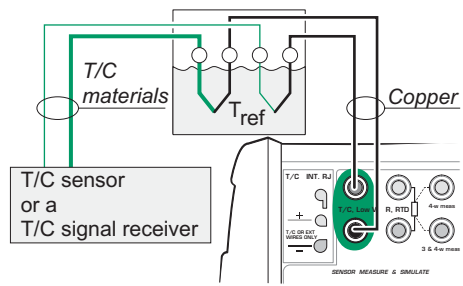 T/C
materials
Tref
Copper
T/C sensor
or a
T/C signal receiver
T/C INT. RJ
+
T/C OR EXT
WIRES ONLY
−
T/C, Low V
R, RTD
4-w meas
3 & 4-w meas
SENSOR MEASURE & SIMULATE